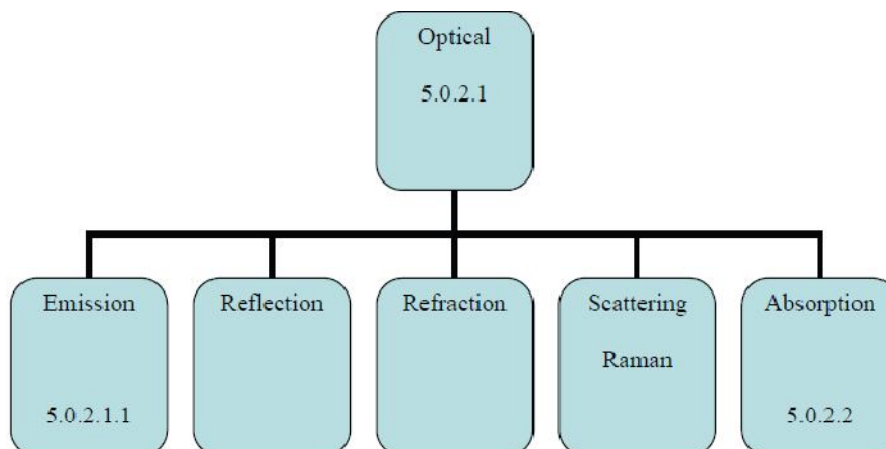 Optical
5.0.2.1
Emission
5.0.2.1.1
Reflection
Refraction
Scattering
Raman
Absorption
5.0.2.2